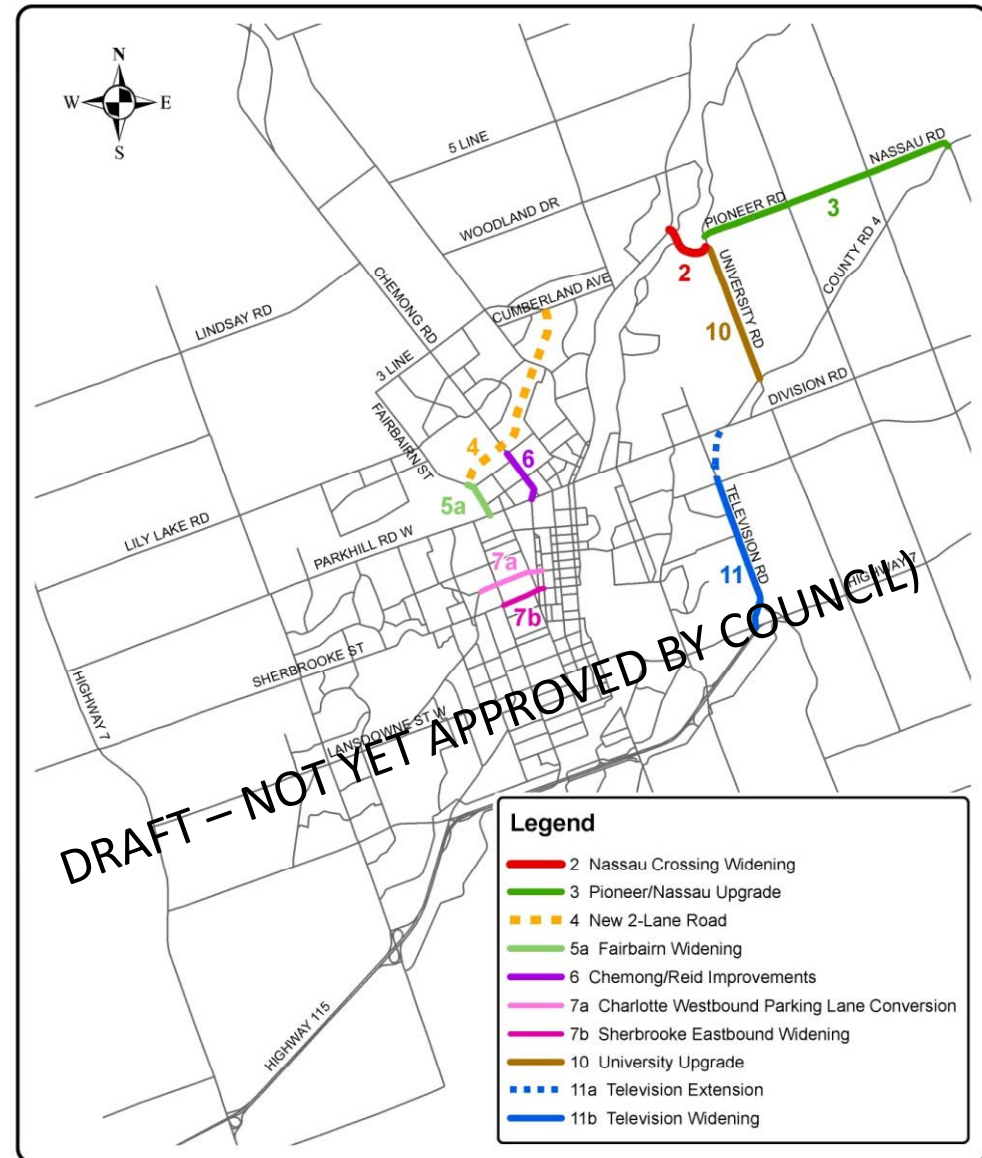 N
W E
S
5 LINE
NASSAU RD
WOODLAND DR
PIONEER RD
3
COUNTY RD 4
2
UNIVERSITY RD
CHEMONG RD
CUMBERLAND AVE
LINDSAY RD
10
3 LINE
DIVISION RD
FAIRBAIRN ST
4
6
5a
LILY LAKE RD
TELEVISION RD
PARKHILL RD W
7a
11
HIGHWAY 7
7b
SHERBROOKE ST
HIGHWAY 7
LANSDOWNE ST W
DRAFT – NOT YET APPROVED BY COUNCIL)
HIGHWAY 115
Legend
2 Nassau Crossing Widening
3 Pioneer/Nassau Upgrade
4 New 2-Lane Road
5a Fairbairn Widening
6 Chemong/Reid Improvements
7a Charlotte Westbound Parking Lane Conversion
7b Sherbrooke Eastbound Widening
10 University Upgrade
11a Television Extension
11b Television Widening